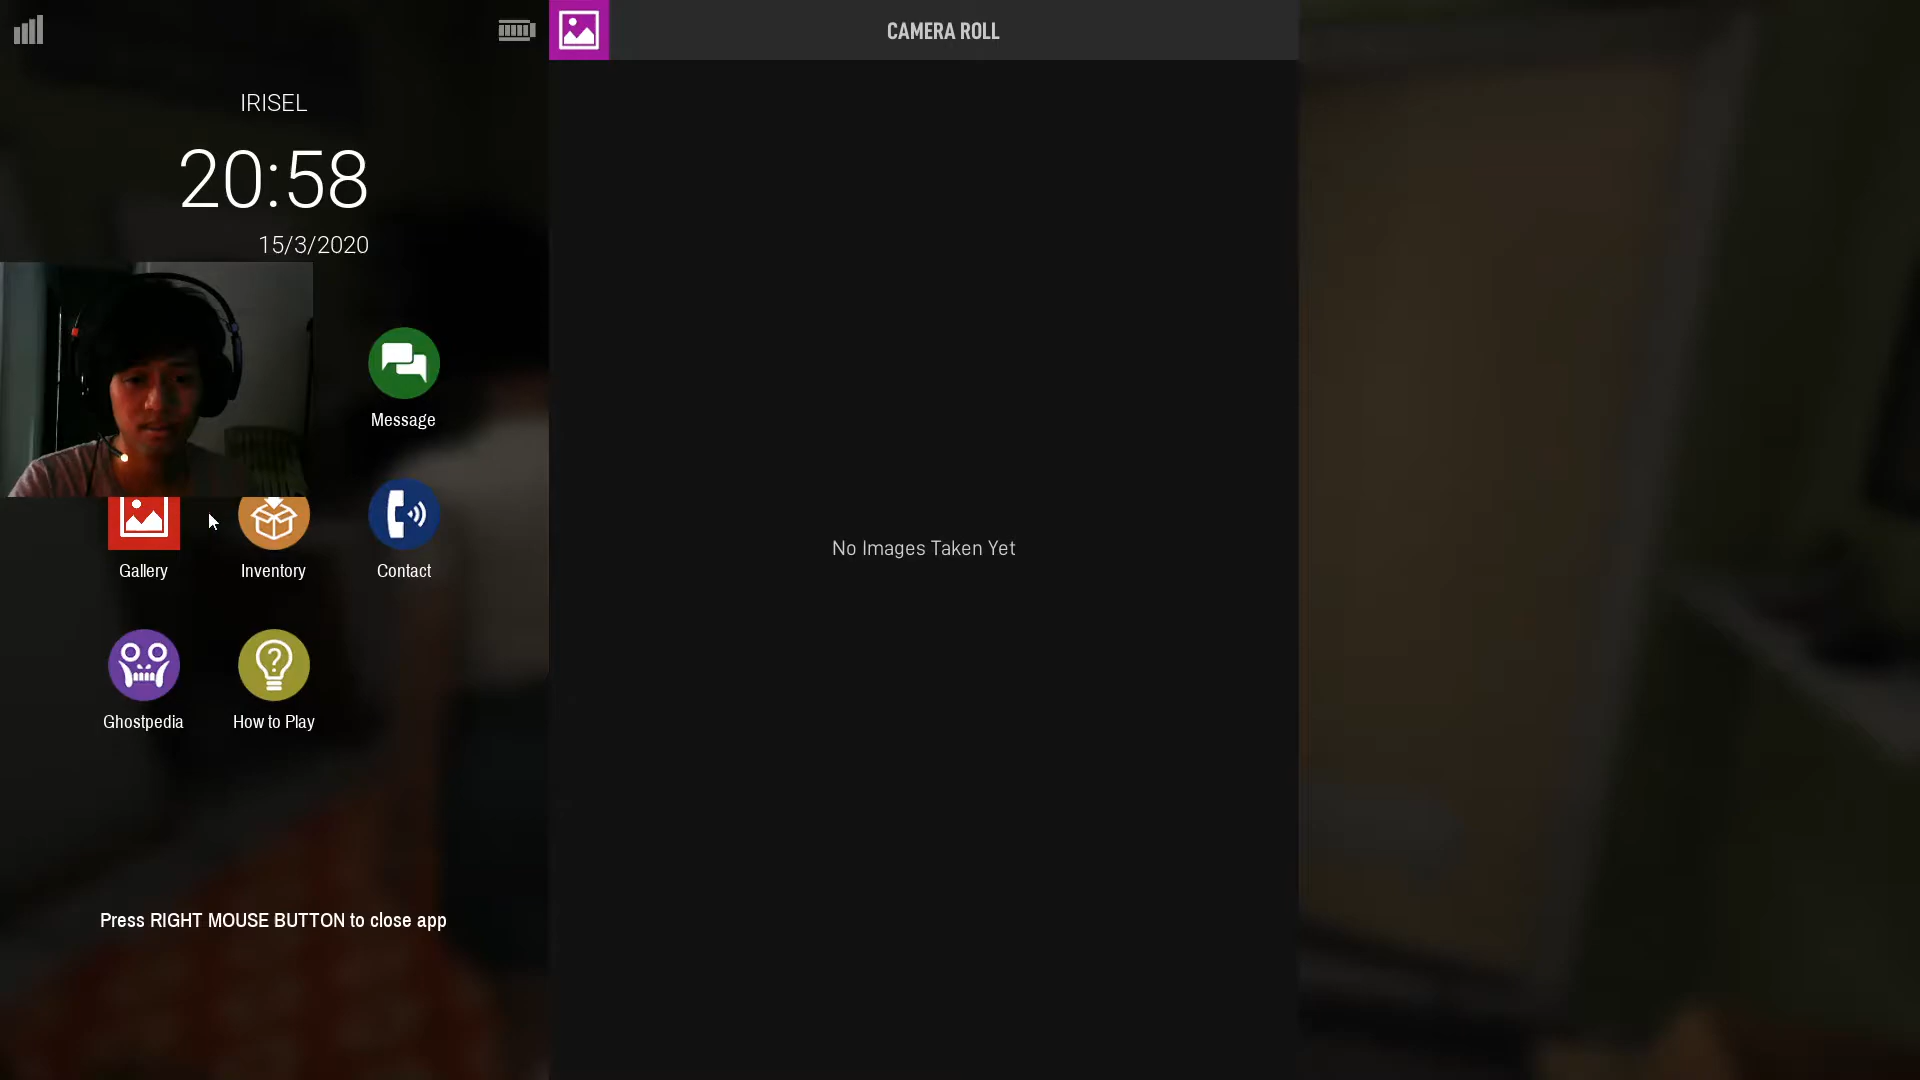 IRISEL
20:58
15/3/2020
Message
Gallery
Inventory
Contact
Ghostpedia
How to Play
Press RIGHT MOUSE BUTTON to close app
CAMERA ROLL
No Images Taken Yet